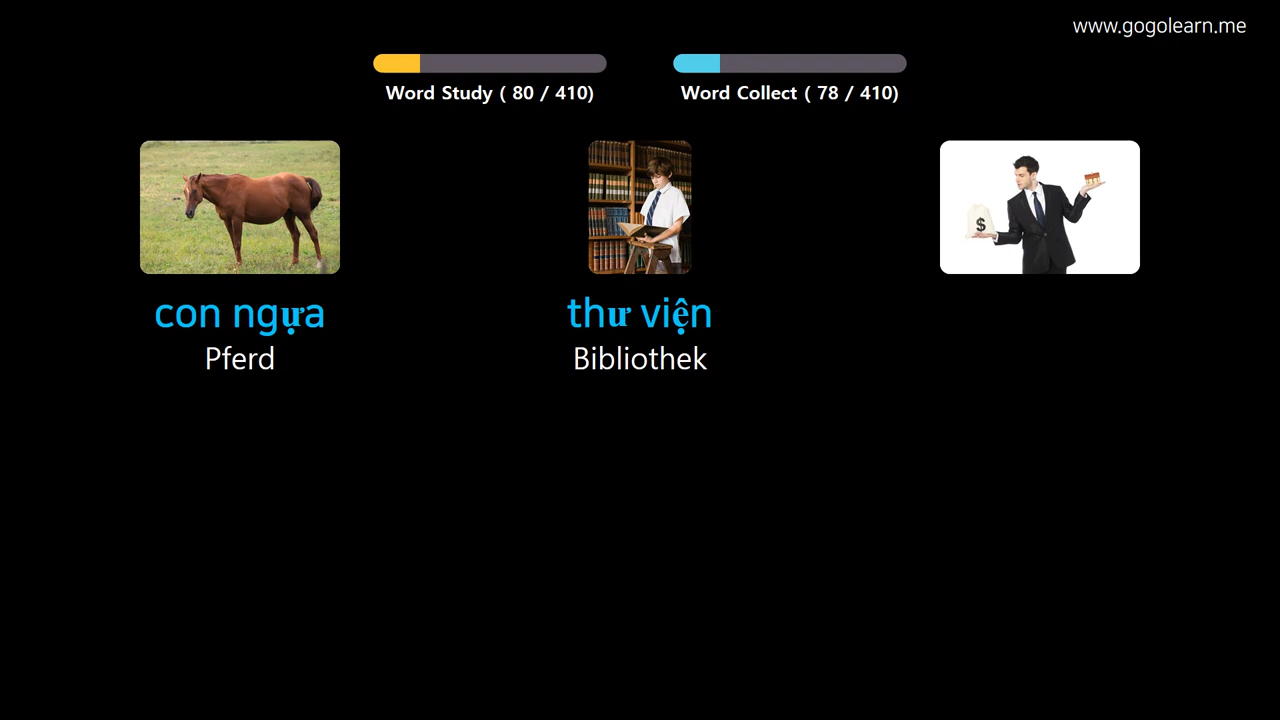 www.gogolearn.me
Word Study ( 80 / 410)
Word Collect ( 78 / 410)
$
con ngựa
Pferd
thư viện
Bibliothek